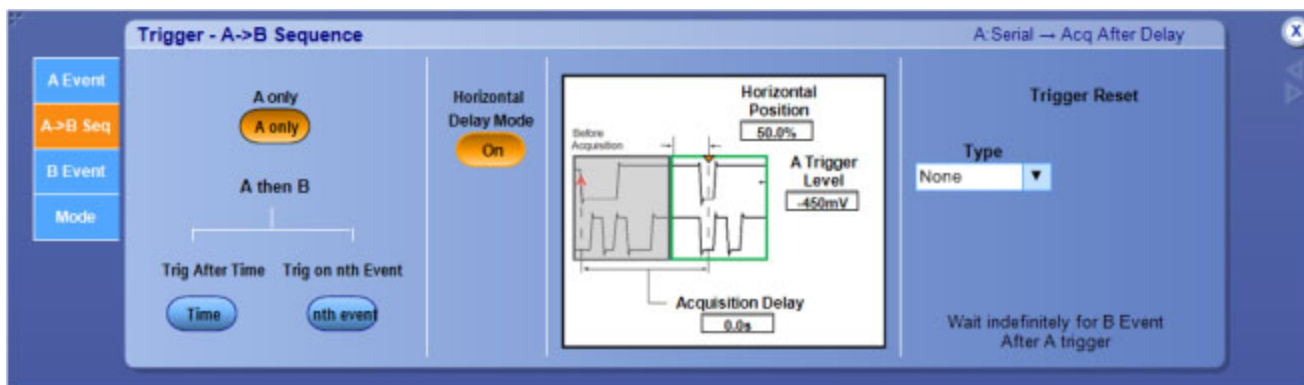 Trigger - A->B Sequence
A:Serial → Acq After Delay
X
A Event
A->B Seq
B Event
Mode
A only
A only
A then B
Trig After Time
Trig on nth Event
Time
nth event
Horizontal
Delay Mode
On
Horizontal
Position
50.0%
Before
Acquisition
A Trigger
Level
-450mV
Acquisition Delay
0.0s
Trigger Reset
Type
None
Wait indefinitely for B Event
After A trigger